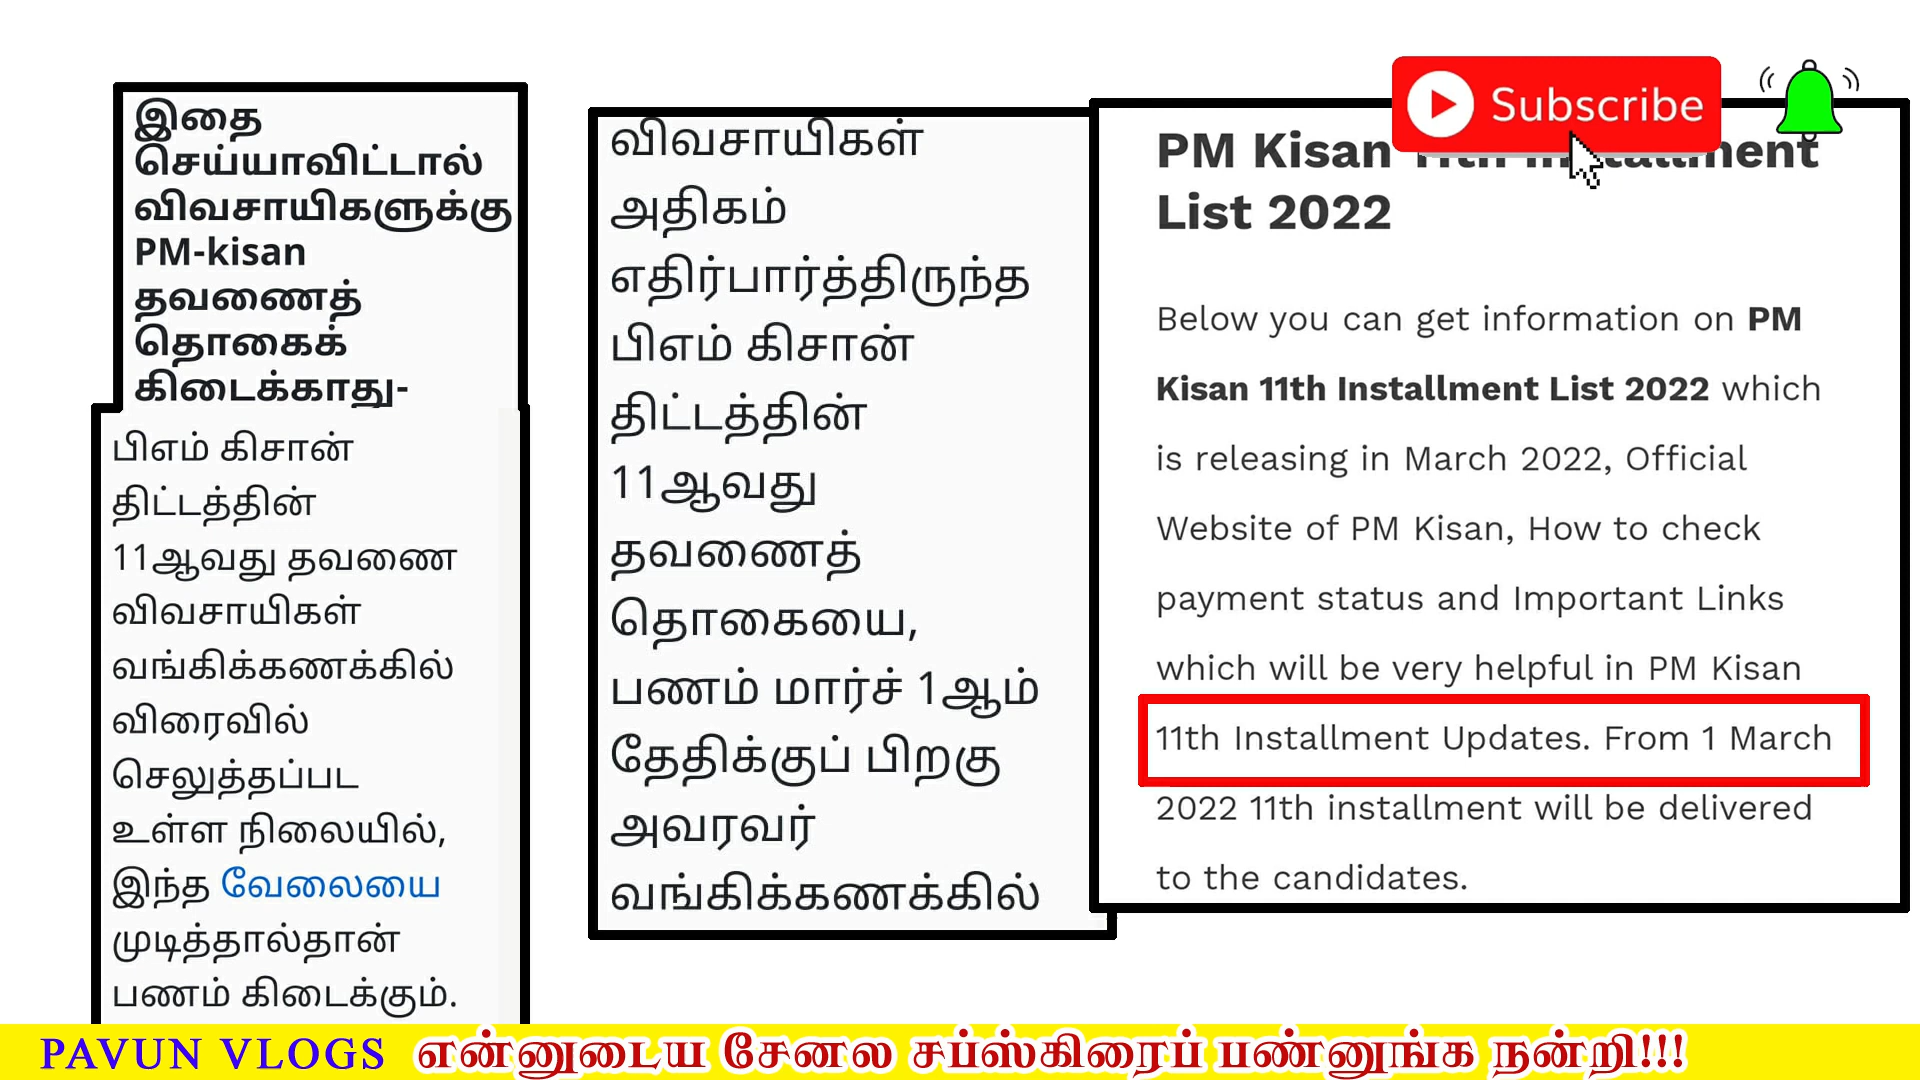 இதை
செய்யாவிட்டால்
விவசாயிகளுக்கு
PM-kisan
தவணைத்
தொகைக்
கிடைக்காது-
பிஎம் கிசான்
திட்டத்தின்
11ஆவது தவணை
விவசாயிகள்
வங்கிக்கணக்கில்
விரைவில்
செலுத்தப்பட
உள்ள நிலையில்,
இந்த வேலையை
முடித்தால்தான்
பணம் கிடைக்கும்.
விவசாயிகள்
அதிகம்
எதிர்பார்த்திருந்த
பிஎம் கிசான்
திட்டத்தின்
11ஆவது
தவணைத்
தொகையை,
பணம் மார்ச் 1ஆம்
தேதிக்குப் பிறகு
அவரவர்
வங்கிக்கணக்கில்
Subscribe
PM Kisan 11th Installment
List 2022
Below you can get information on PM
Kisan 11th Installment List 2022 which
is releasing in March 2022, Official
Website of PM Kisan, How to check
payment status and Important Links
which will be very helpful in PM Kisan
11th Installment Updates. From 1 March
2022 11th installment will be delivered
to the candidates.
PAVUN VLOGS என்னுடைய சேனல சப்ஸ்கிரைப் பண்னுங்க நன்றி!!!